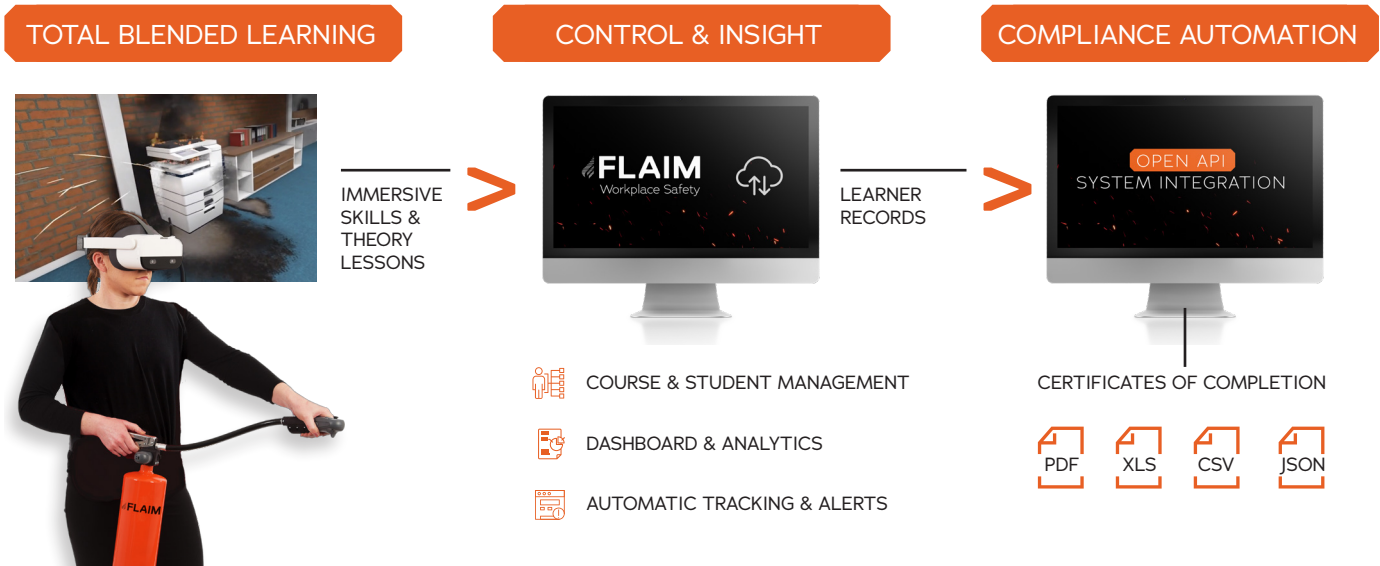 TOTAL BLENDED LEARNING
CONTROL & INSIGHT
COMPLIANCE AUTOMATION
IMMERSIVE
SKILLS &
THEORY
LESSONS
FLAIM
Workplace Safety
LEARNER
RECORDS
OPEN API
SYSTEM INTEGRATION
COURSE & STUDENT MANAGEMENT
DASHBOARD & ANALYTICS
AUTOMATIC TRACKING & ALERTS
CERTIFICATES OF COMPLETION
PDF
XLS
CSV
JSON
FLAIM